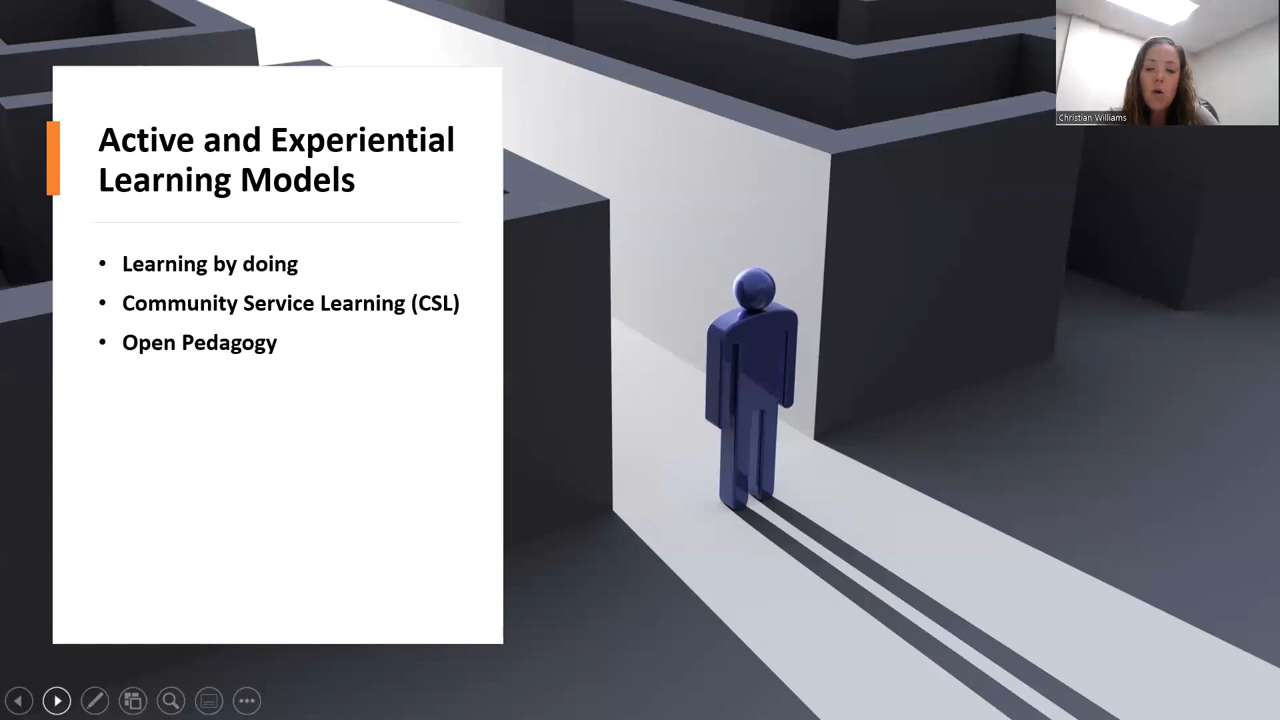 Active and Experiential
Learning Models
• Learning by doing
• Community Service Learning (CSL)
• Open Pedagogy
Christian Williams